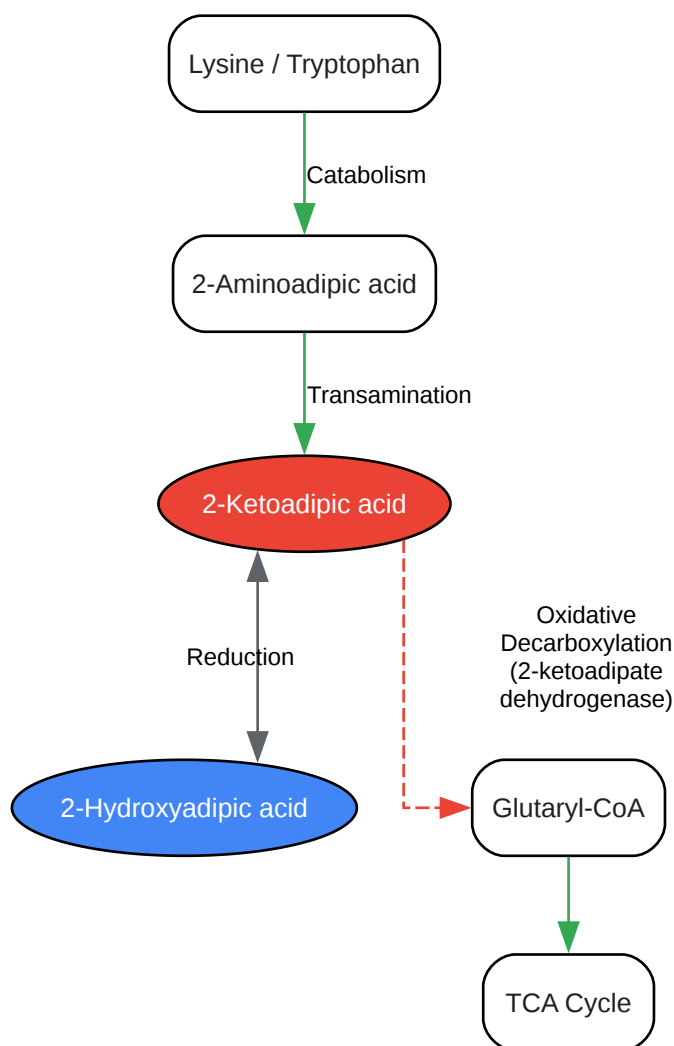 Lysine / Tryptophan
Catabolism
2-Aminoadipic acid
Transamination
2-Ketoadipic acid
Oxidative
Decarboxylation
(2-ketoadipate
dehydrogenase)
Reduction
2-Hydroxyadipic acid
Glutaryl-CoA
TCA Cycle